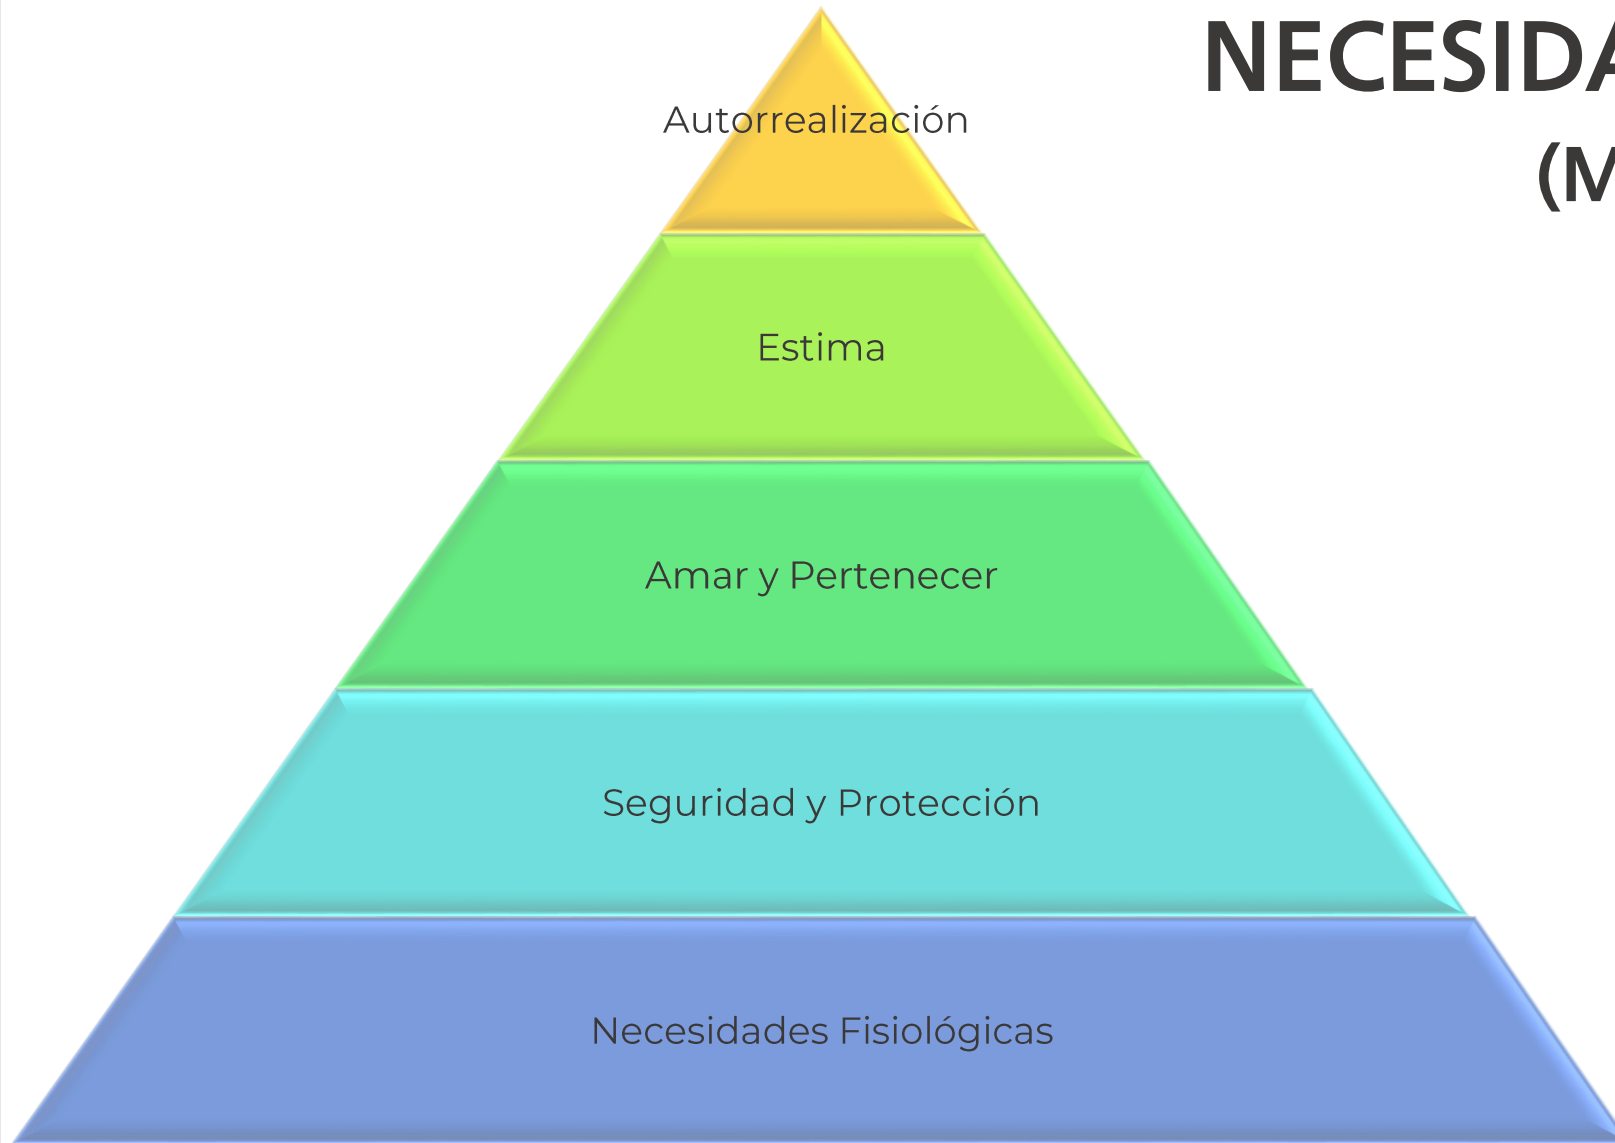 NECESIDA
(M
Autorrealización
Estima
Amar y Pertenecer
Seguridad y Protección
Necesidades Fisiológicas